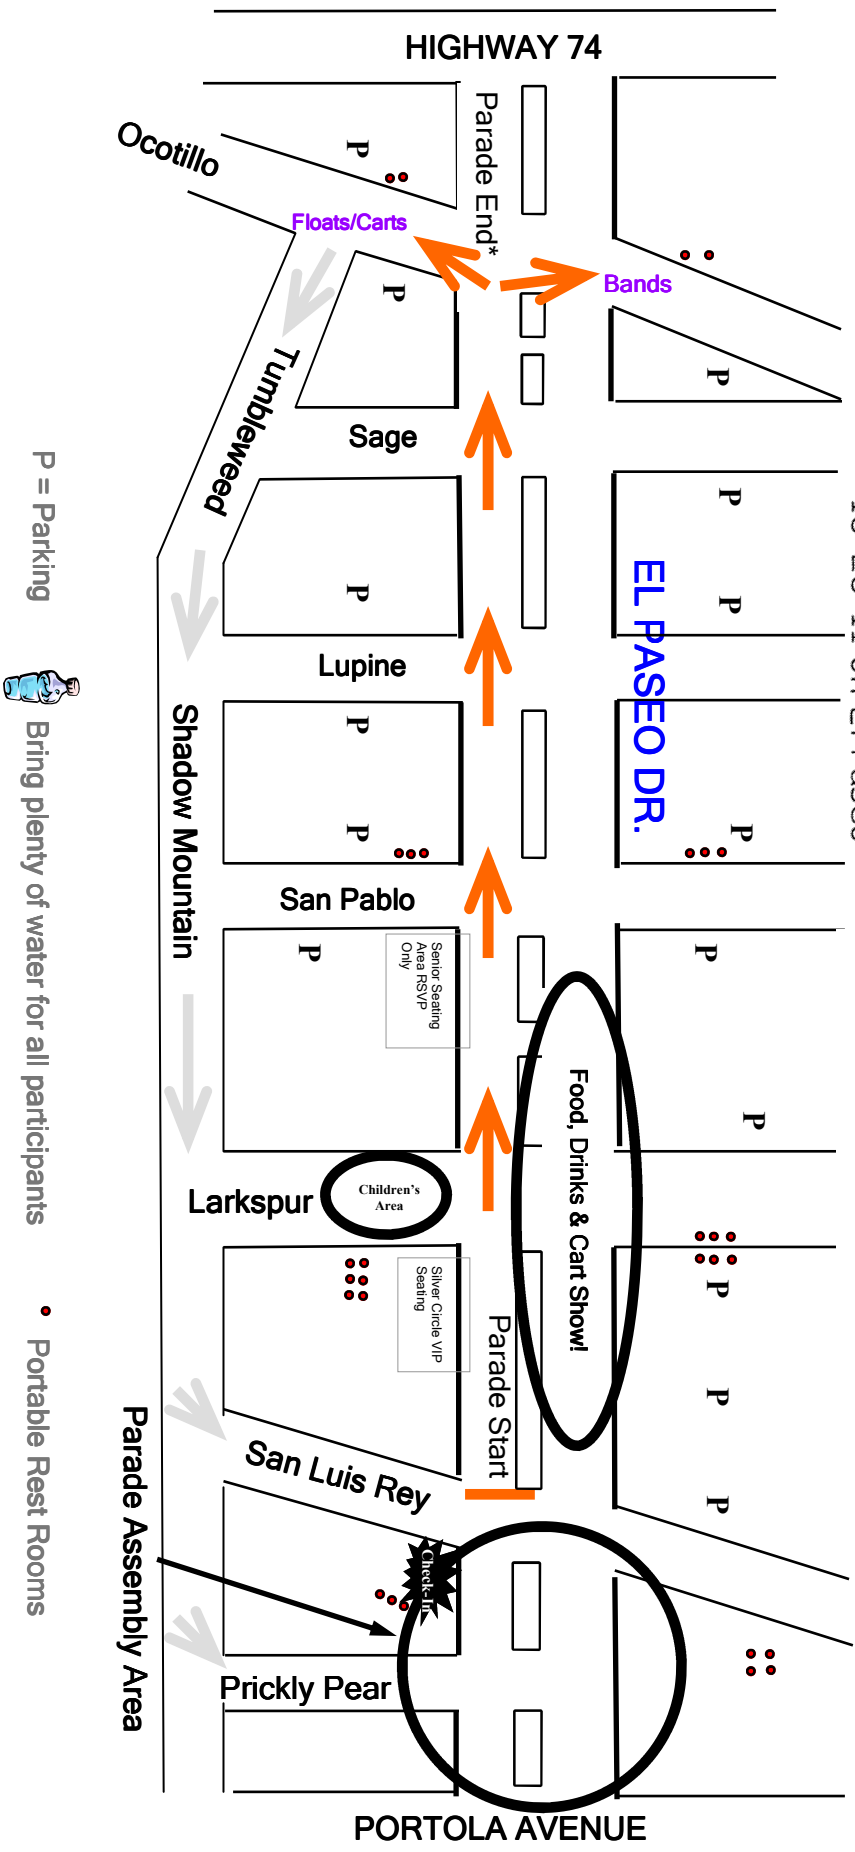 HIGHWAY 74
Parade End*
P
Ocotillo
Floats/Carts
Bands
P
P
Tumbleweed
Sage
P
P
P
EL PASEO DR.
Lupine
P
P
P
Shadow Mountain
San Pablo
P
Senior Seating
Area RSVP
Only
P
P
Food, Drinks & Cart Show!
Larkspur
Children's
Area
P
P
P
Silver Circle VIP
Seating
Parade Start
San Luis Rey
Check-In
Parade Assembly Area
Prickly Pear
PORTOLA AVENUE
P = Parking
Bring plenty of water for all participants
Portable Rest Rooms